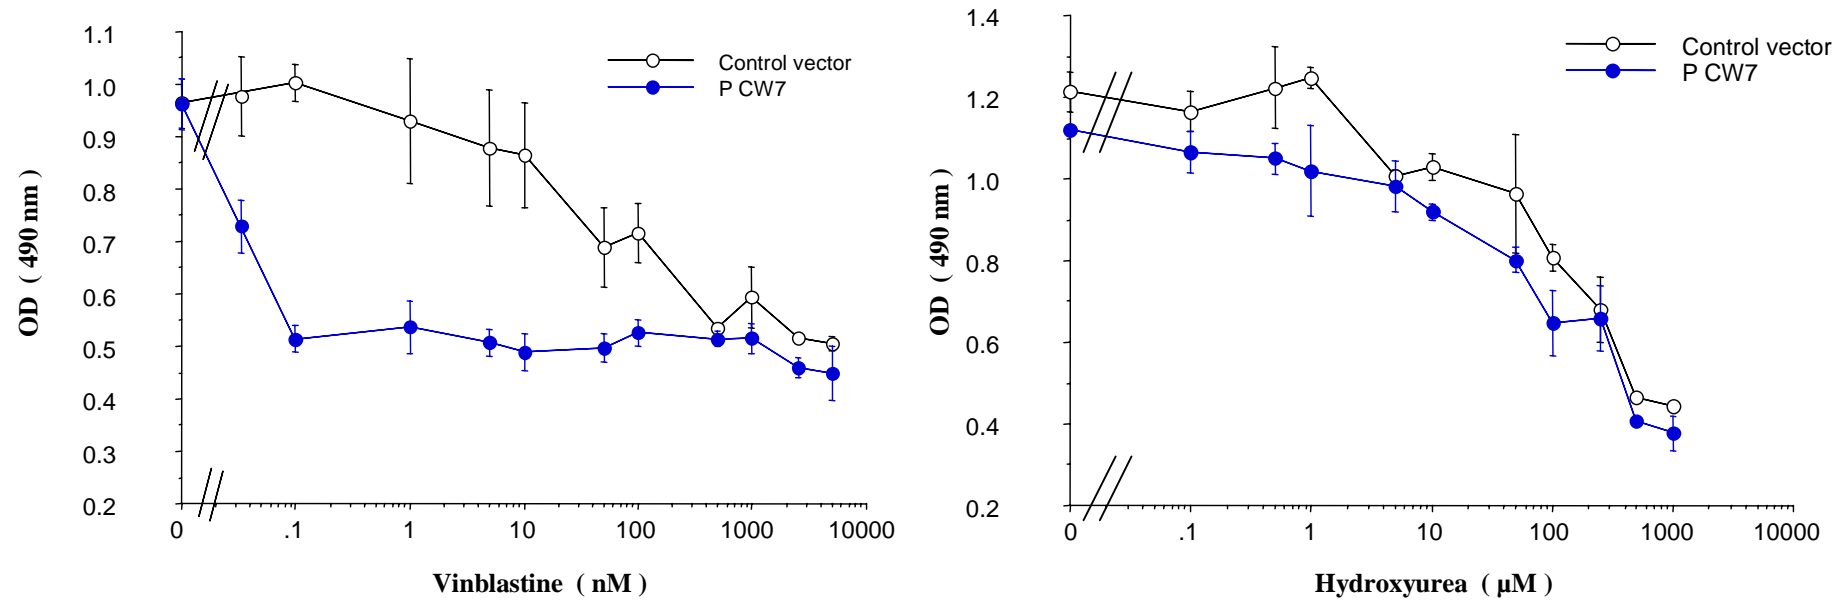 1.1
1.0
0.9
0.8
0.7
0.6
0.5
0.4
0.3
0.2
OD ( 490 nm )
0 .1 1 10 100 1000 10000
Vinblastine ( nM )
Control vector
P CW7
1.4
1.2
1.0
0.8
0.6
0.4
0.2
OD ( 490 nm )
0 .1 1 10 100 1000 10000
Hydroxyurea ( µM )
Control vector
P CW7